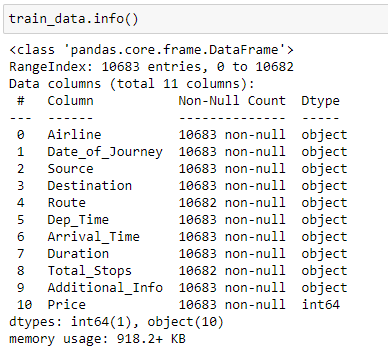 train_data.info()
<class 'pandas.core.frame.DataFrame'>
RangeIndex: 10683 entries, 0 to 10682
Data columns (total 11 columns):
 #   Column           Non-Null Count  Dtype
---  ------           --------------  -----
 0   Airline          10683 non-null  object
 1   Date_of_Journey  10683 non-null  object
 2   Source           10683 non-null  object
 3   Destination      10683 non-null  object
 4   Route            10682 non-null  object
 5   Dep_Time         10683 non-null  object
 6   Arrival_Time     10683 non-null  object
 7   Duration         10683 non-null  object
 8   Total_Stops      10682 non-null  object
 9   Additional_Info  10683 non-null  object
 10  Price            10683 non-null  int64
dtypes: int64(1), object(10)
memory usage: 918.2+ KB